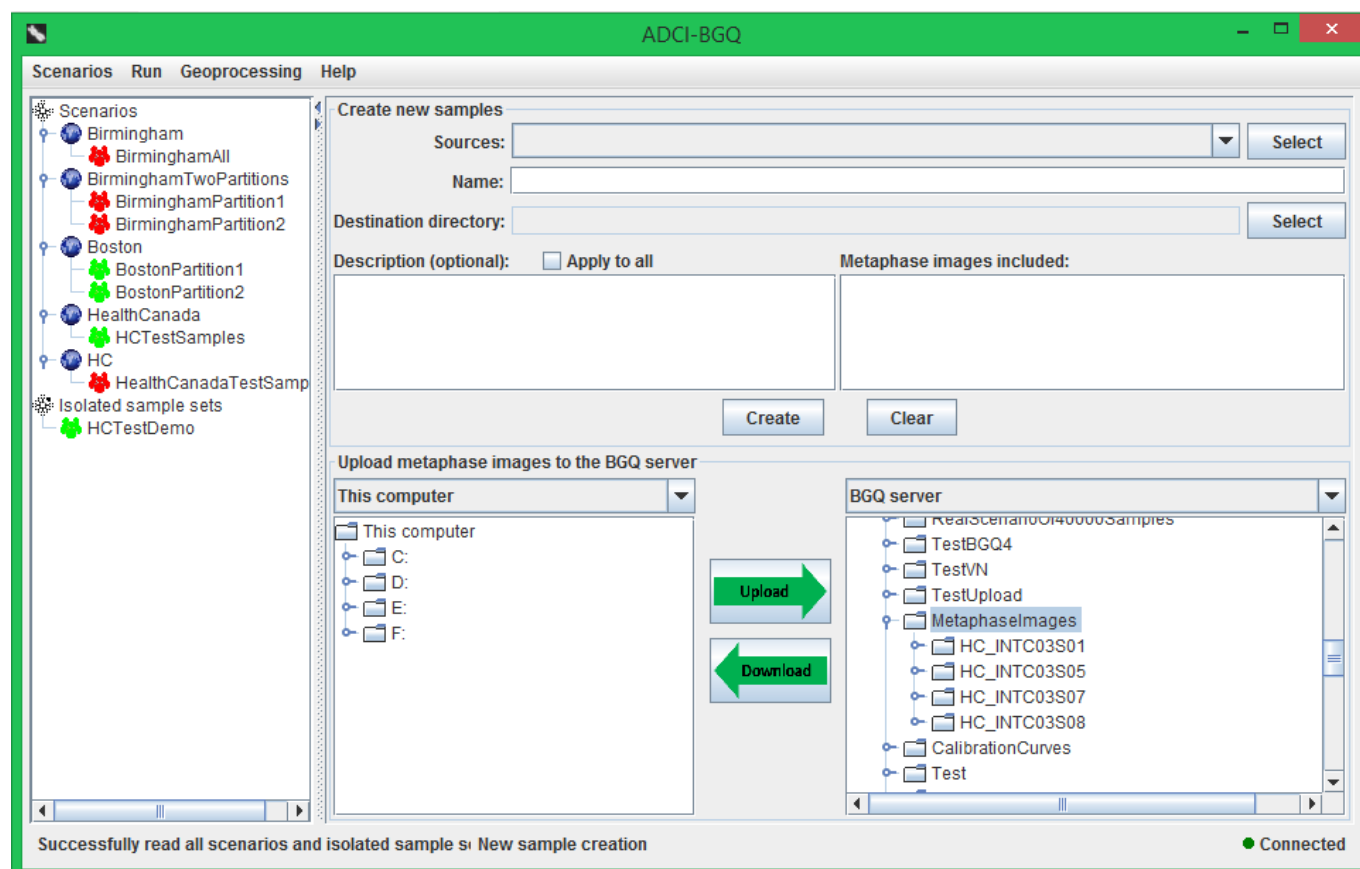 ADCI-BGQ
Scenarios Run Geoprocessing Help
Scenarios
Birmingham
BirminghamAll
BirminghamTwoPartitions
BirminghamPartition1
BirminghamPartition2
Boston
BostonPartition1
BostonPartition2
HealthCanada
HCTestSamples
HC
HealthCanadaTestSamp
Isolated sample sets
HCTestDemo
Create new samples
Sources:
Select
Name:
Destination directory:
Select
Description (optional): Apply to all
Metaphase images included:
Create Clear
Upload metaphase images to the BGQ server
This computer
This computer
C:
D:
E:
F:
Upload
Download
BGQ server
RealScenarioOf40000Samples
TestBGQ4
TestVN
TestUpload
MetaphaseImages
HC_INTC03S01
HC_INTC03S05
HC_INTC03S07
HC_INTC03S08
CalibrationCurves
Test
Successfully read all scenarios and isolated sample s New sample creation Connected